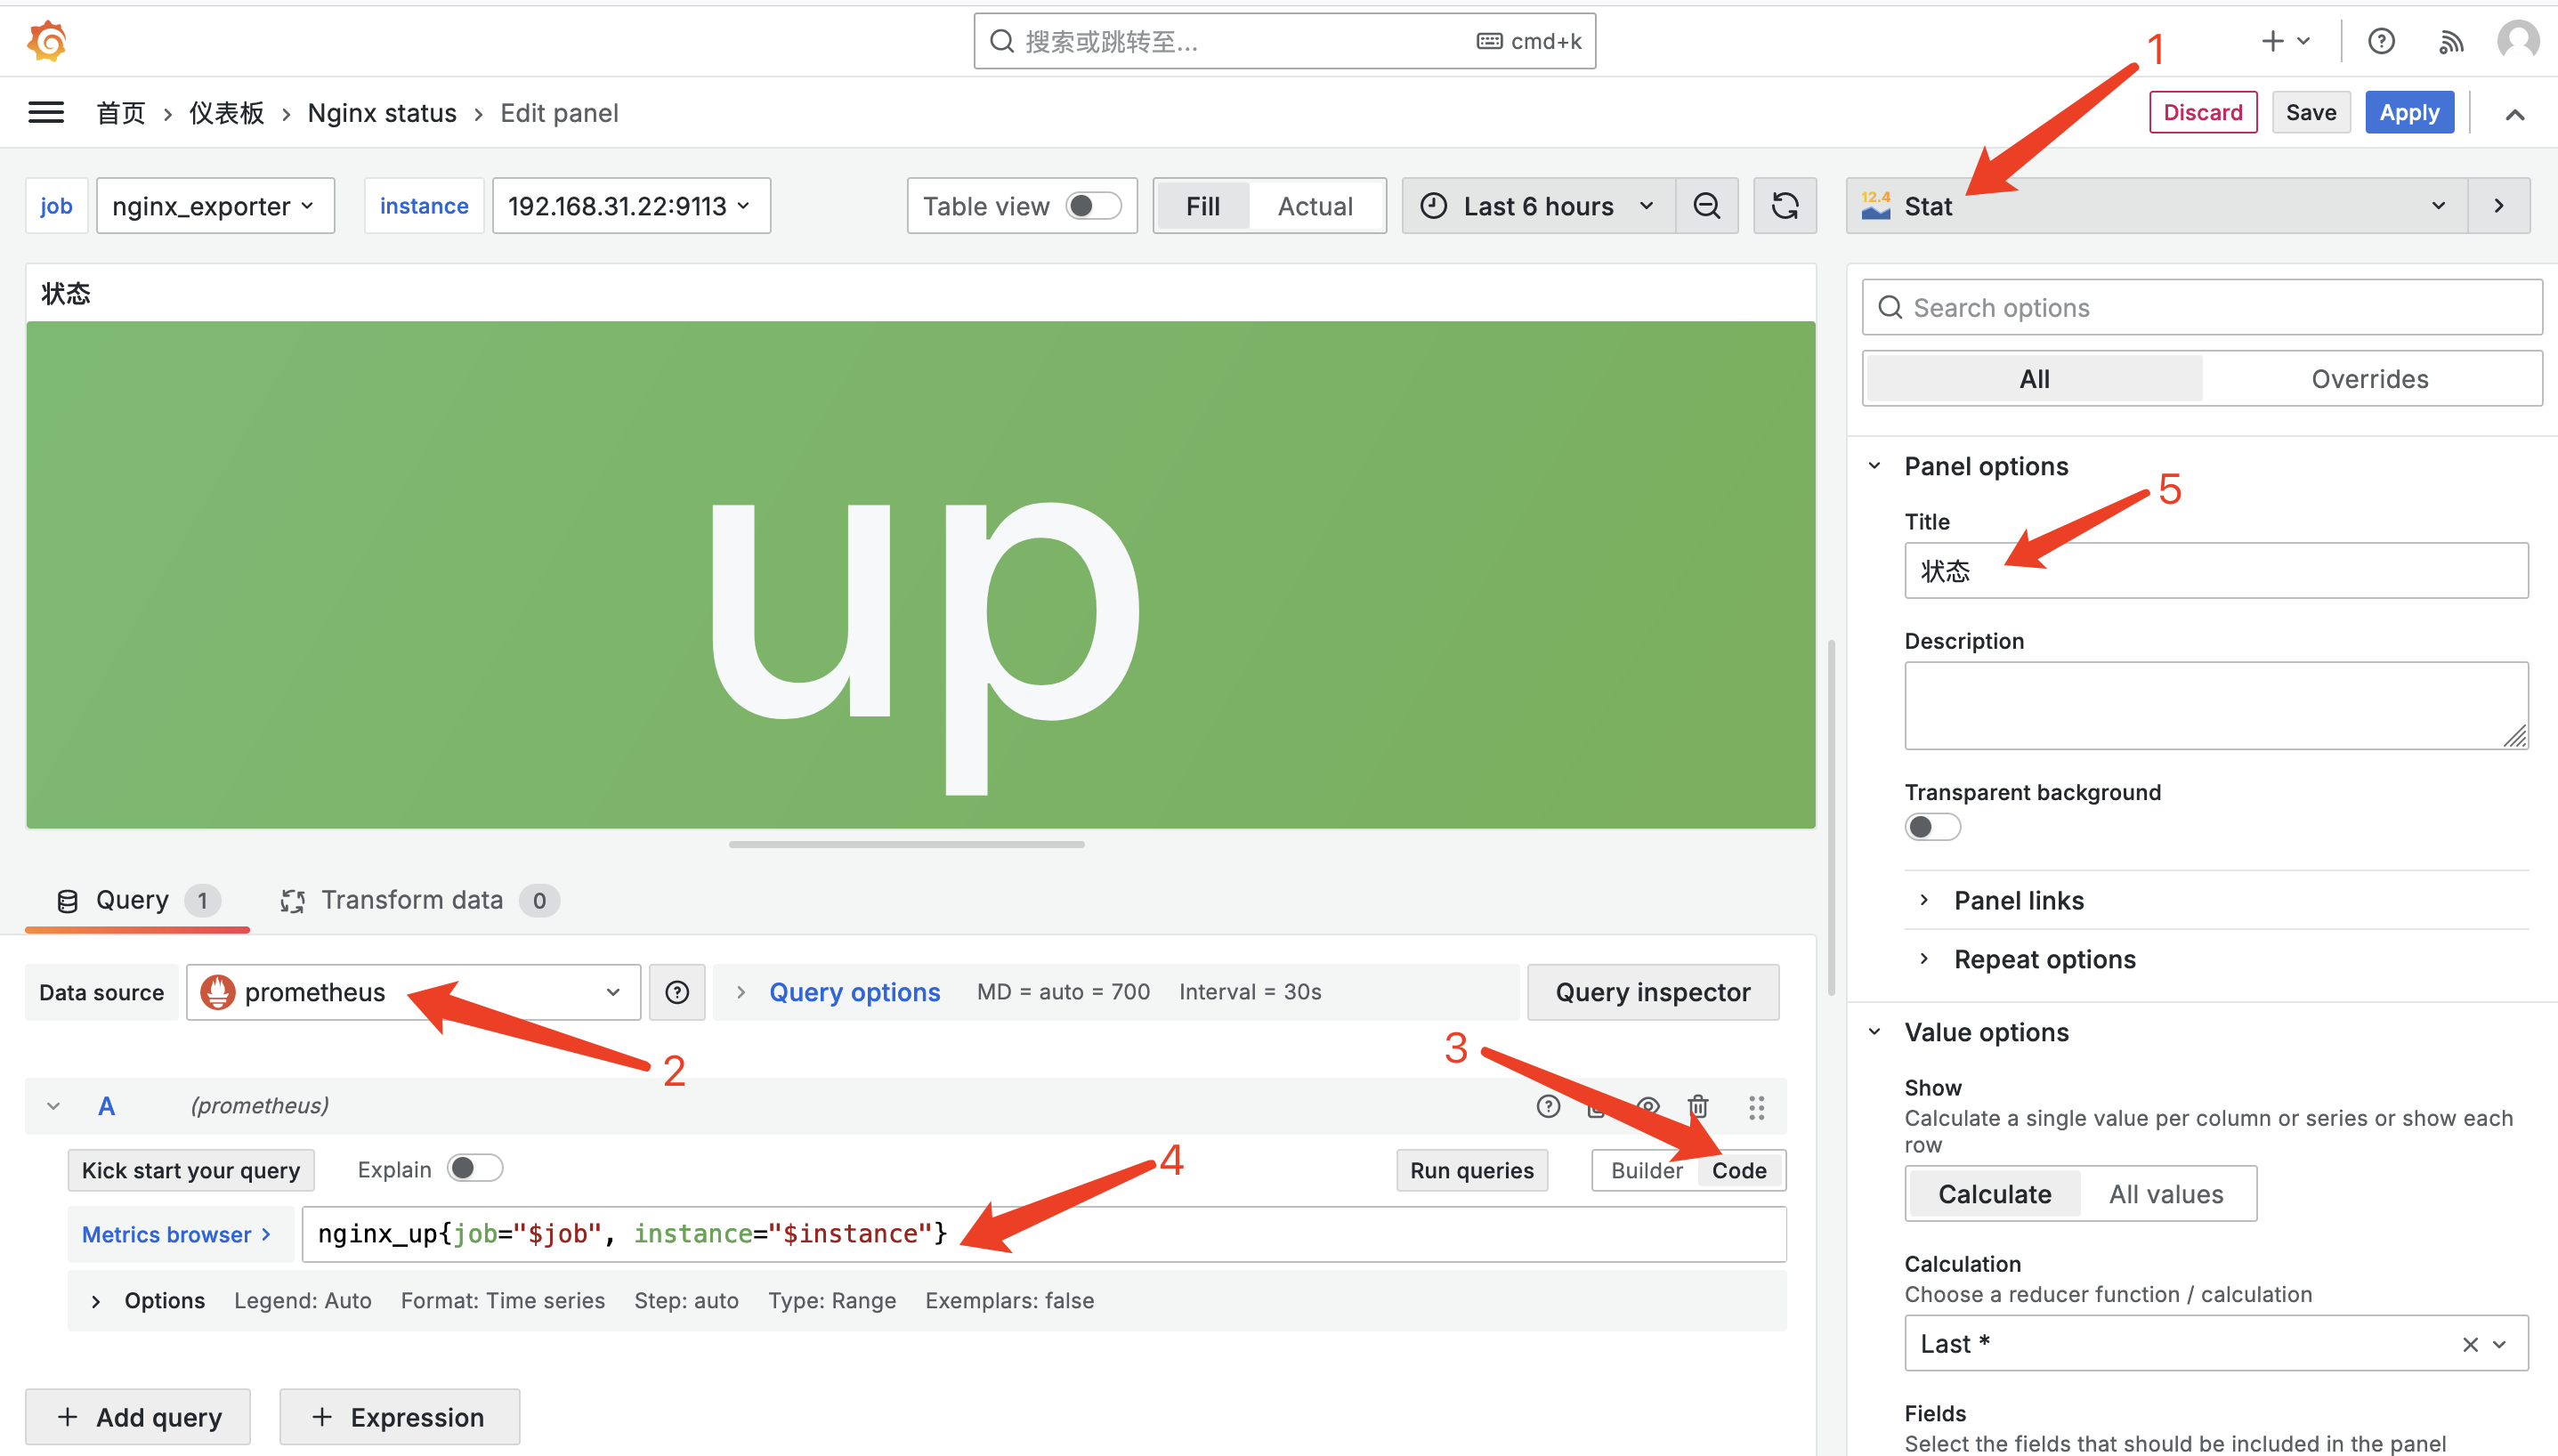 搜索或跳转至...
cmd+k
1
首页 › 仪表板 › Nginx status › Edit panel
Discard
Save
Apply
job
nginx_exporter
instance
192.168.31.22:9113
Table view
Fill
Actual
Last 6 hours
12.4
Stat
状态
up
Search options
All
Overrides
Panel options
5
Title
状态
Description
Transparent background
Panel links
Repeat options
Query 1
Transform data 0
Data source
prometheus
Query options
MD = auto = 700
Interval = 30s
Query inspector
2
3
A
(prometheus)
4
Kick start your query
Explain
Run queries
Builder
Code
Metrics browser >
nginx_up{job="$job", instance="$instance"}
Options
Legend: Auto
Format: Time series
Step: auto
Type: Range
Exemplars: false
+ Add query
+ Expression
Value options
Show
Calculate a single value per column or series or show each
row
Calculate
All values
Calculation
Choose a reducer function / calculation
Last *
Fields
Select the fields that should be included in the panel